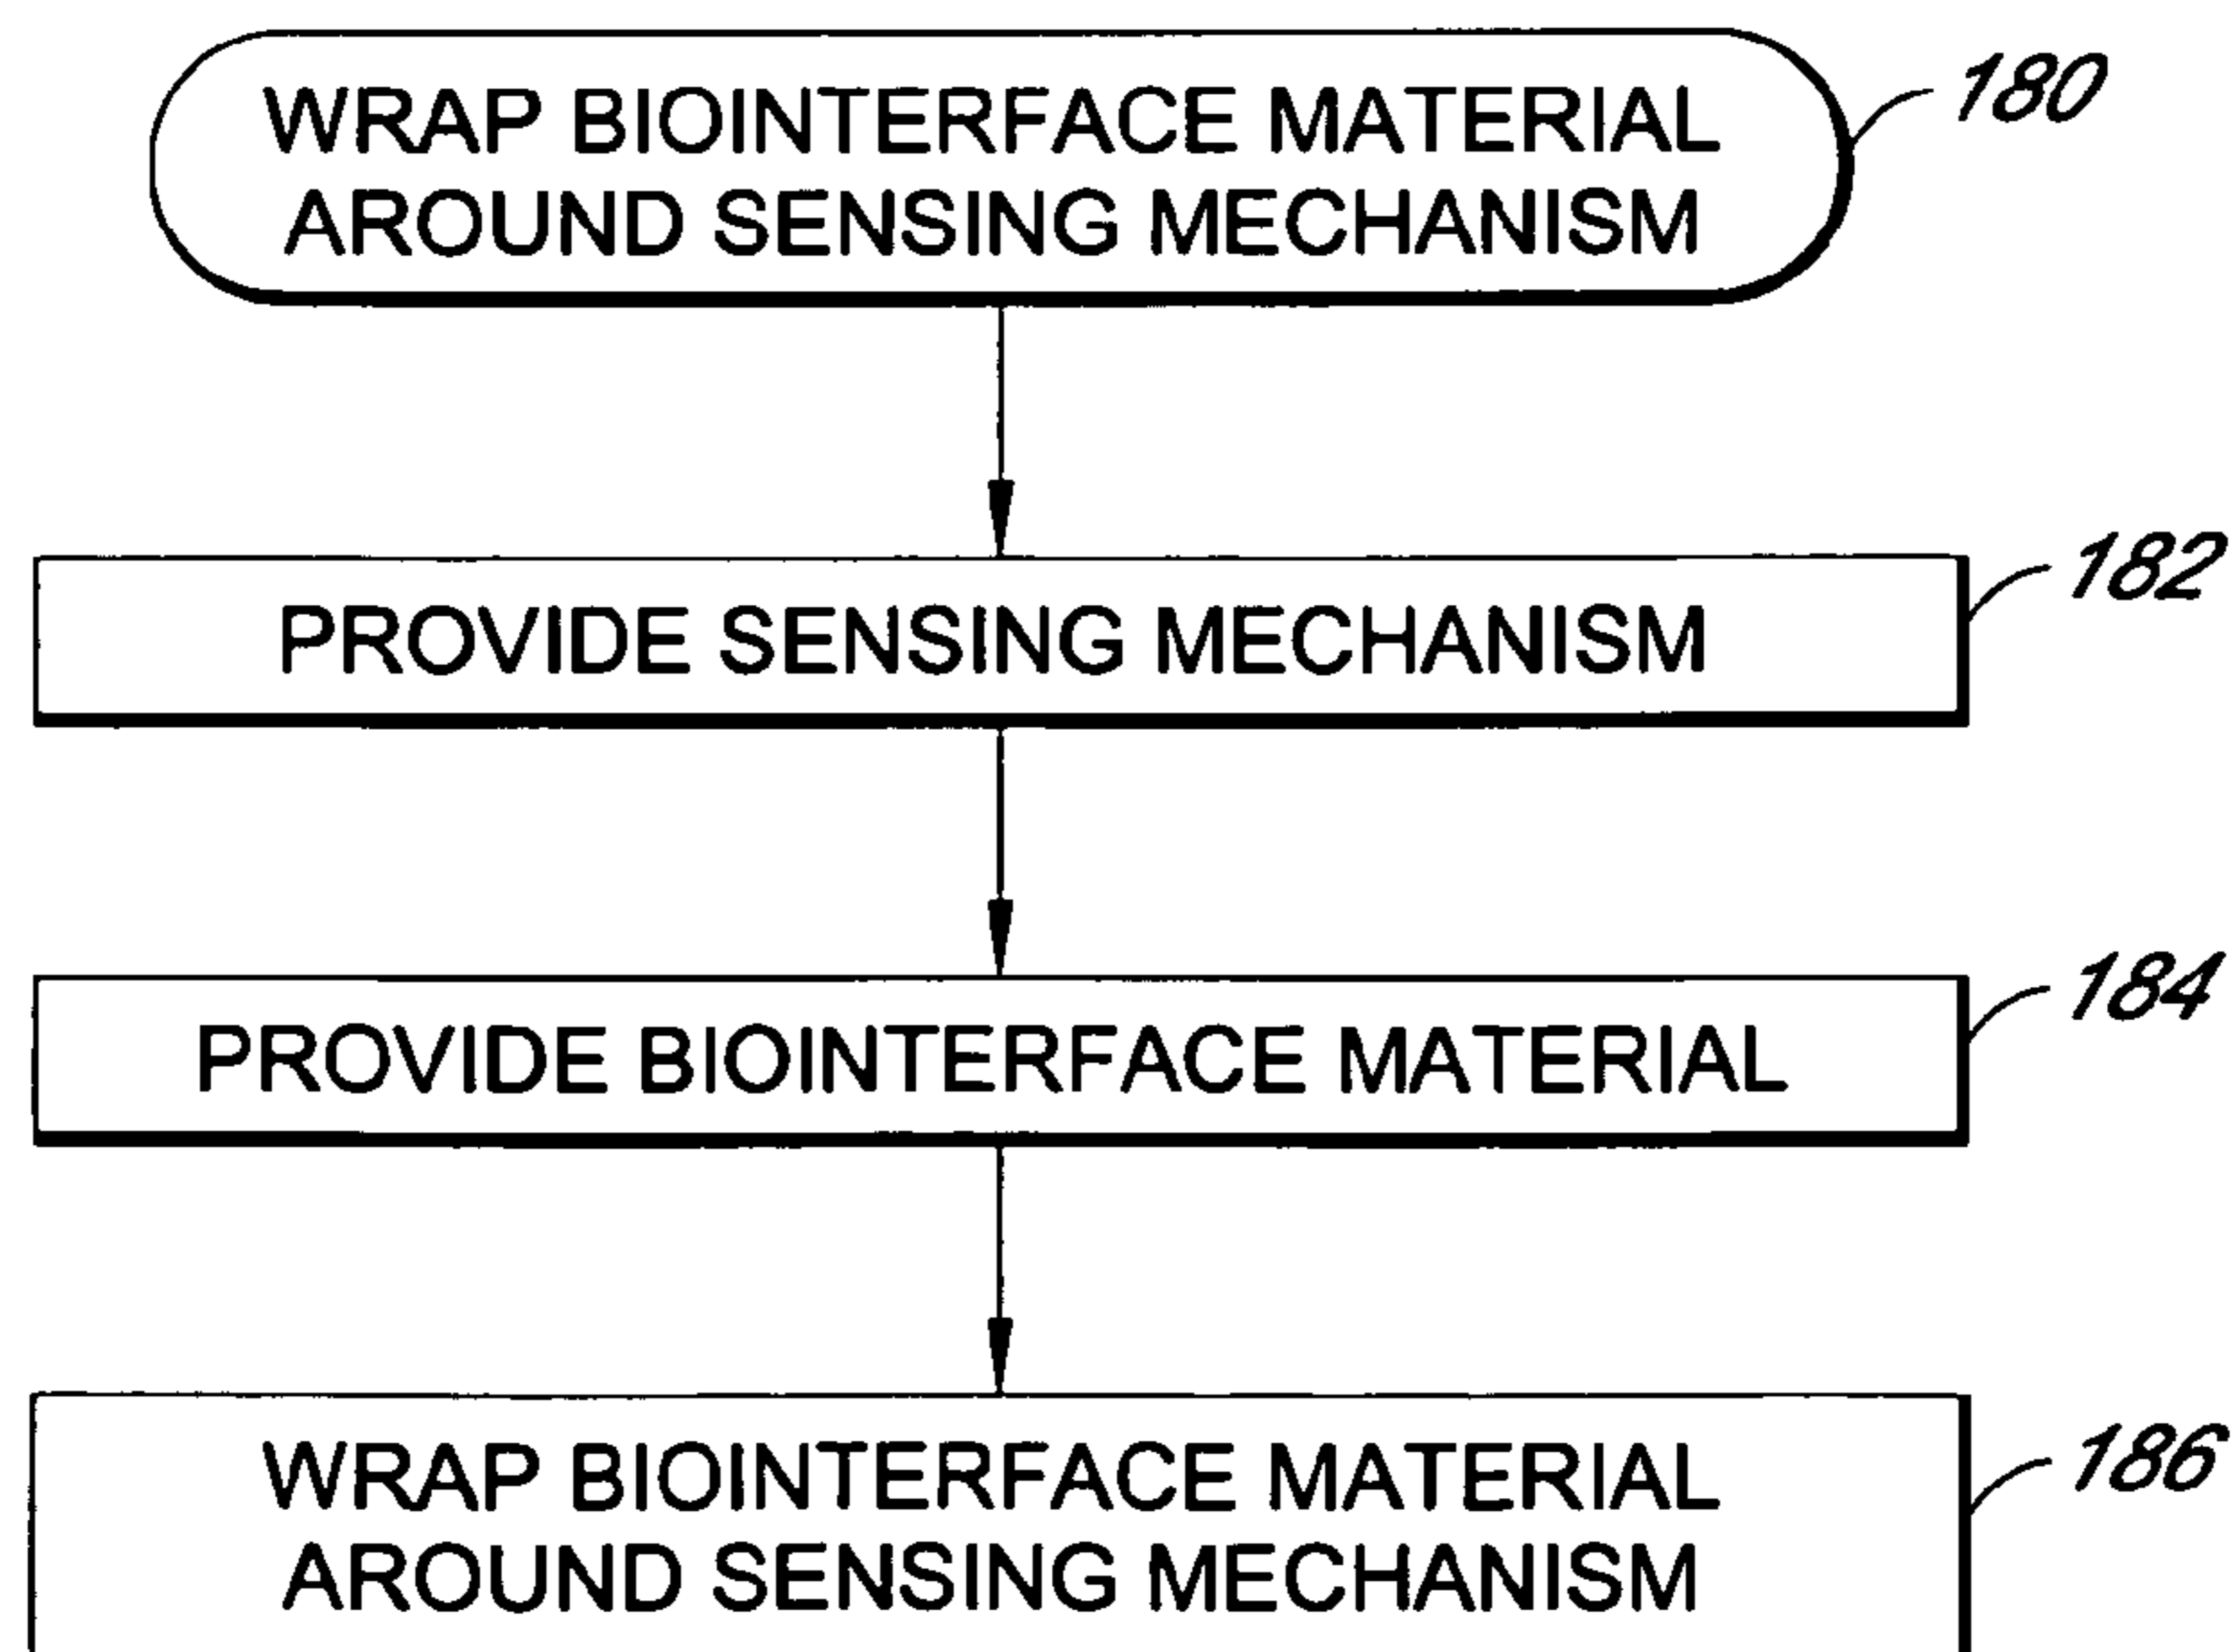 WRAP BIOINTERFACE MATERIAL
AROUND SENSING MECHANISM
180
PROVIDE SENSING MECHANISM
182
PROVIDE BIOINTERFACE MATERIAL
184
WRAP BIOINTERFACE MATERIAL
AROUND SENSING MECHANISM
186